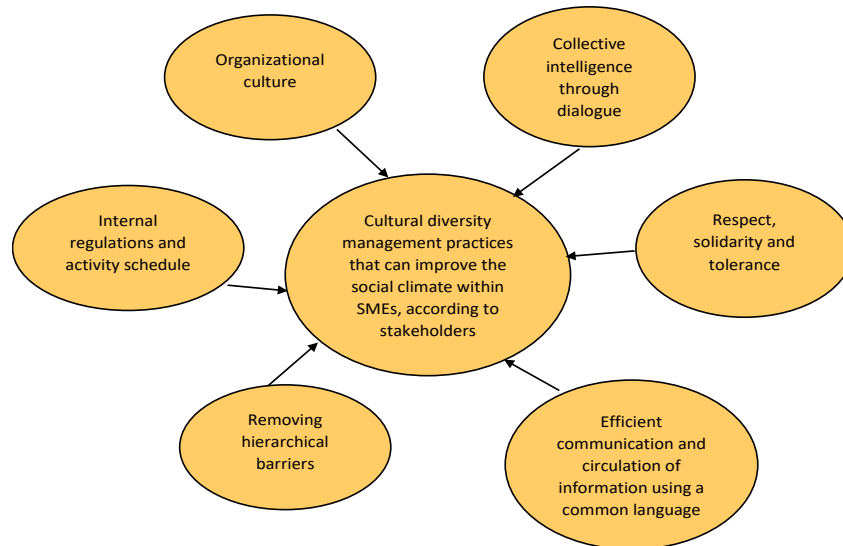 Organizational
culture
Collective
intelligence
through
dialogue
Internal
regulations and
activity schedule
Cultural diversity
management practices
that can improve the
social climate within
SMEs, according to
stakeholders
Respect,
solidarity and
tolerance
Removing
hierarchical
barriers
Efficient
communication and
circulation of
information using a
common language